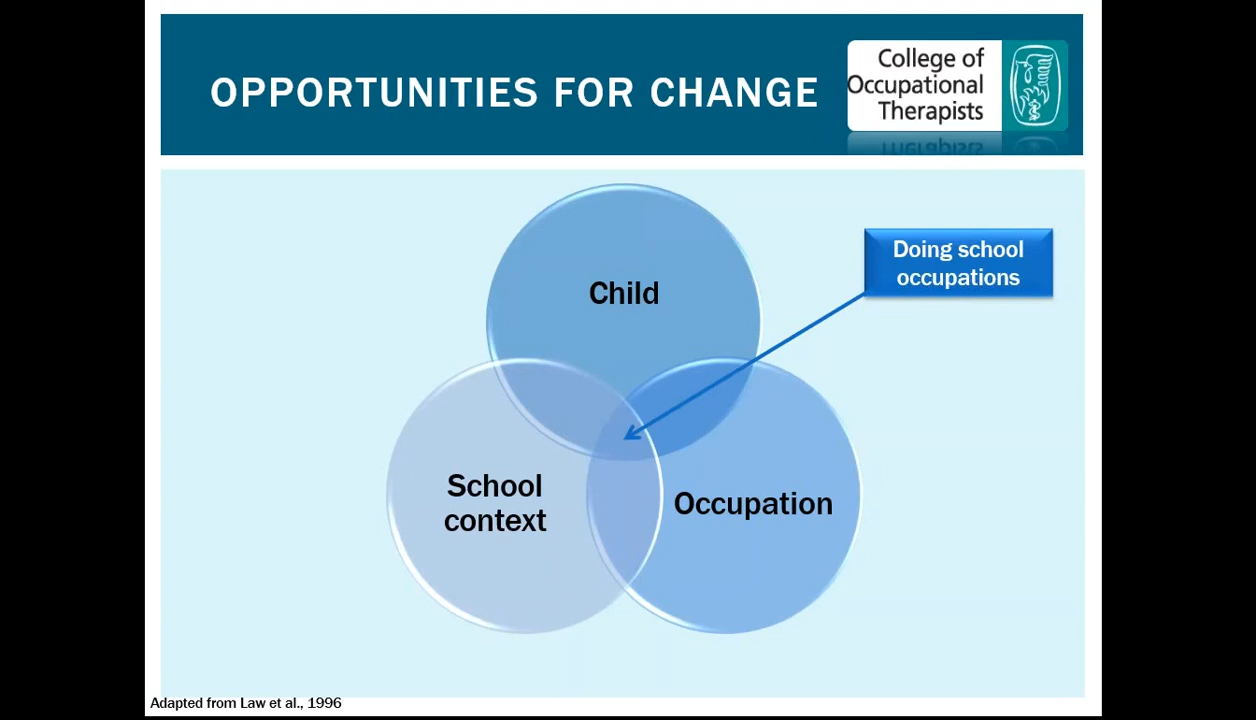 OPPORTUNITIES FOR CHANGE
College of
Occupational
Therapists
Therapists
Child
Doing school
occupations
School
context
Occupation
Adapted from Law et al., 1996